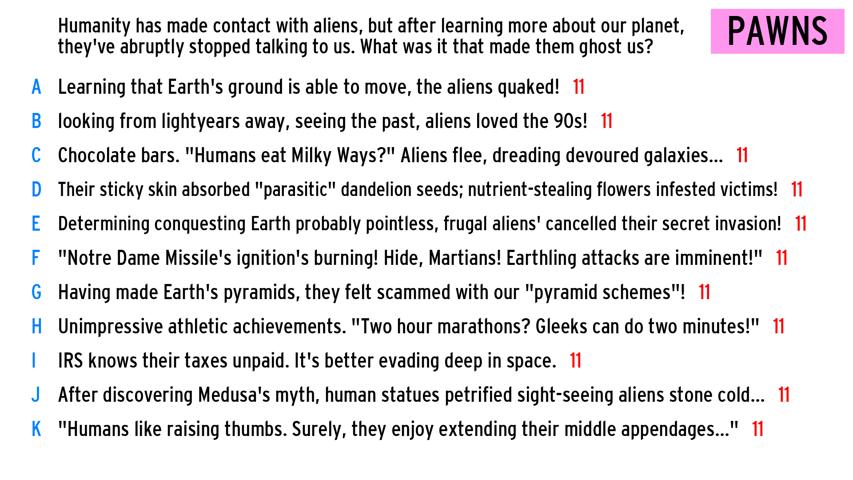 Humanity has made contact with aliens, but after learning more about our planet,
they've abruptly stopped talking to us. What was it that made them ghost us?
PAWNS
A Learning that Earth's ground is able to move, the aliens quaked! 11
B looking from lightyears away, seeing the past, aliens loved the 90s! 11
C Chocolate bars. "Humans eat Milky Ways?" Aliens flee, dreading devoured galaxies... 11
D Their sticky skin absorbed "parasitic" dandelion seeds; nutrient-stealing flowers infested victims! 11
E Determining conquesting Earth probably pointless, frugal aliens' cancelled their secret invasion! 11
F "Notre Dame Missile's ignition's burning! Hide, Martians! Earthling attacks are imminent!" 11
G Having made Earth's pyramids, they felt scammed with our "pyramid schemes"! 11
H Unimpressive athletic achievements. "Two hour marathons? Gleeks can do two minutes!" 11
I IRS knows their taxes unpaid. It's better evading deep in space. 11
J After discovering Medusa's myth, human statues petrified sight-seeing aliens stone cold... 11
K "Humans like raising thumbs. Surely, they enjoy extending their middle appendages..." 11